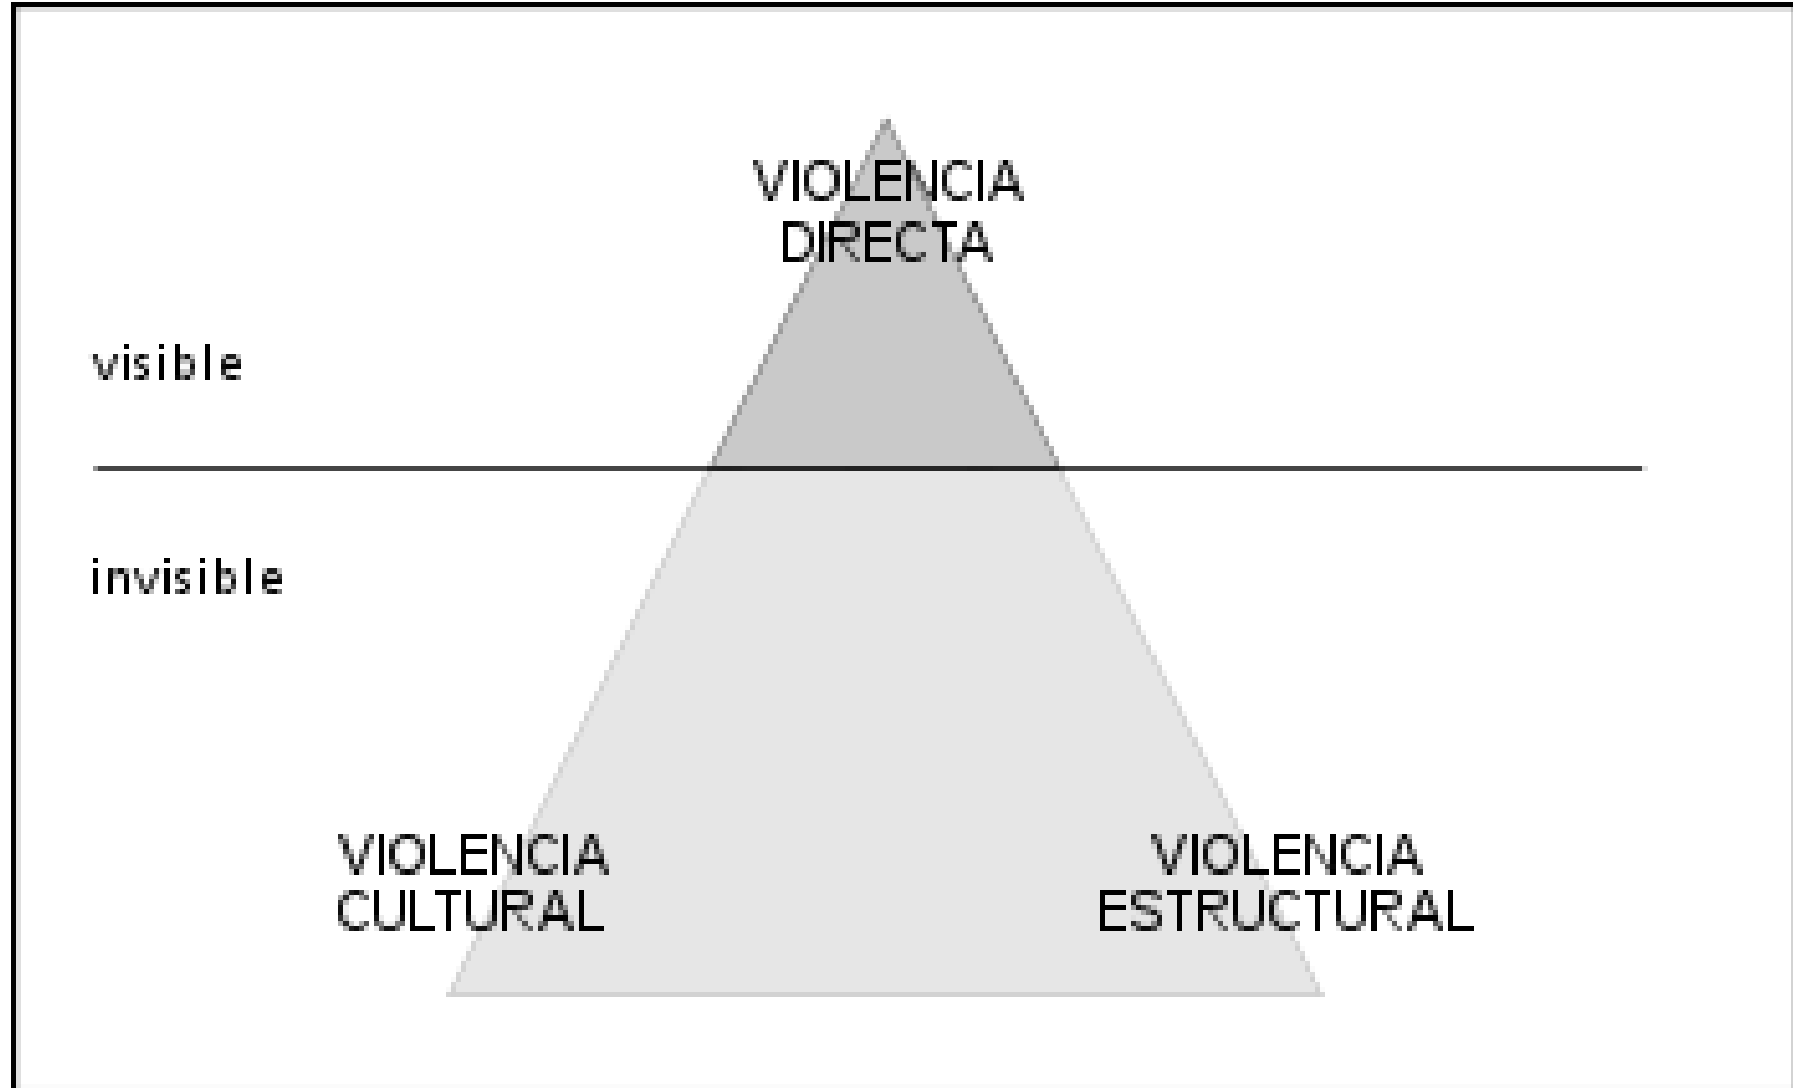 VIOLENCIA
DIRECTA
visible
invisible
VIOLENCIA
CULTURAL
VIOLENCIA
ESTRUCTURAL